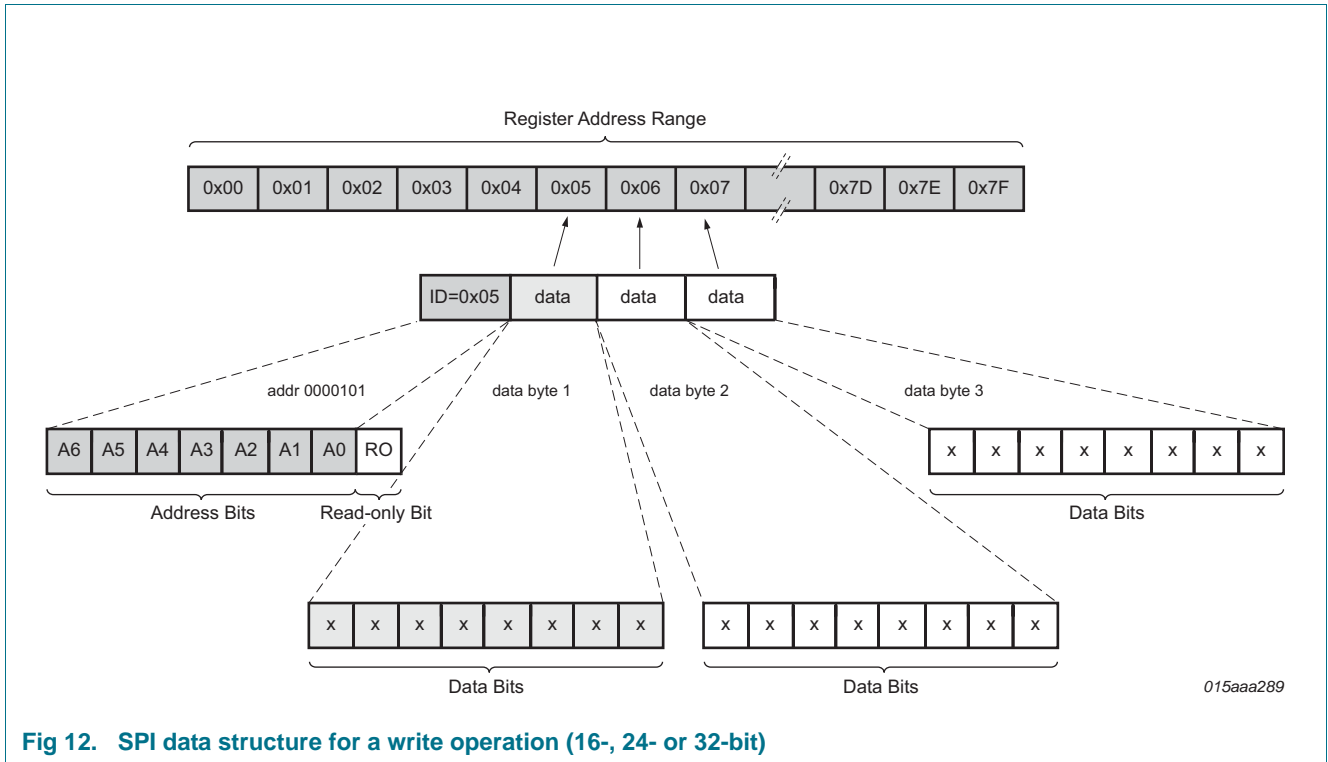 Register Address Range
0x00 0x01 0x02 0x03 0x04 0x05 0x06 0x07 0x7D 0x7E 0x7F
ID=0x05 data data data
addr 0000101 data byte 1 data byte 2 data byte 3
A6 A5 A4 A3 A2 A1 A0 RO x x x x x x x x
Address Bits Read-only Bit Data Bits
x x x x x x x x x x x x x x x x
Data Bits Data Bits 015aaa289
Fig 12. SPI data structure for a write operation (16-, 24- or 32-bit)